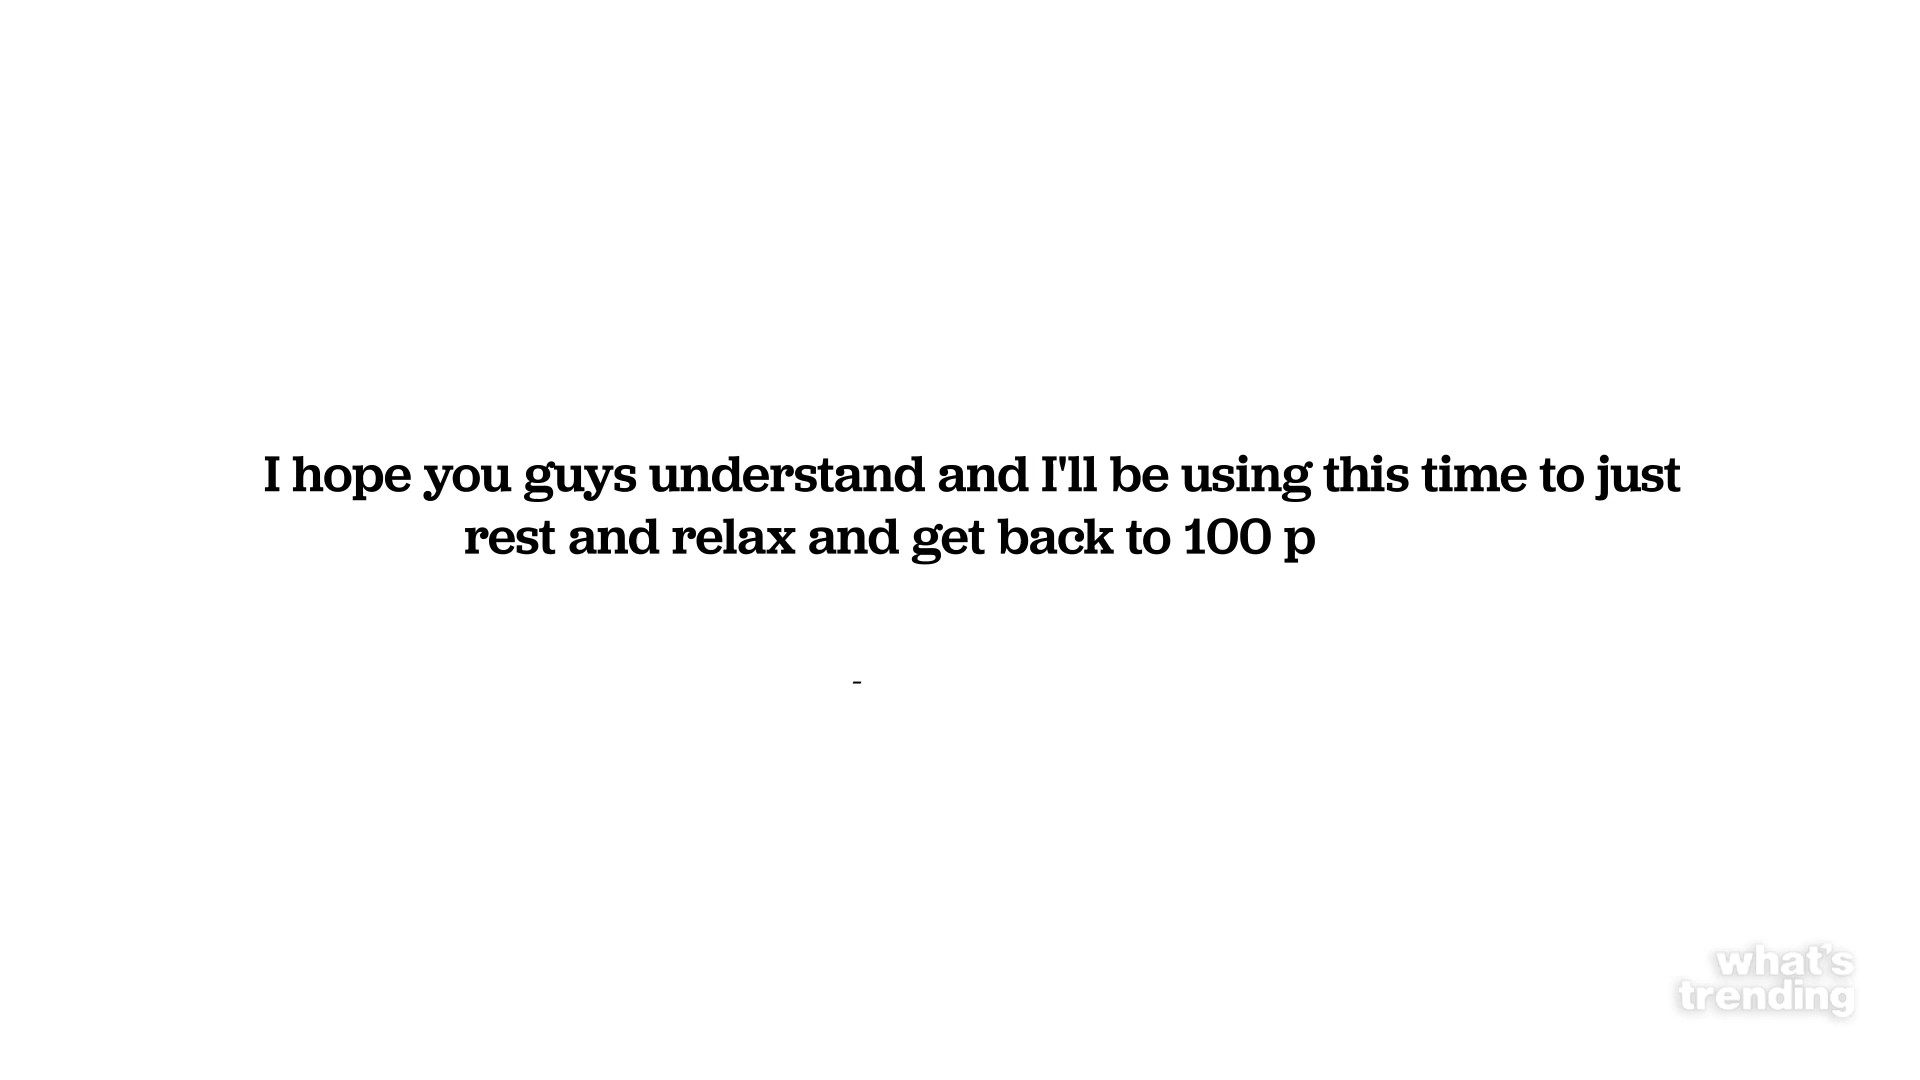 I hope you guys understand and I'll be using this time to just
rest and relax and get back to 100 p
-
what's
trending